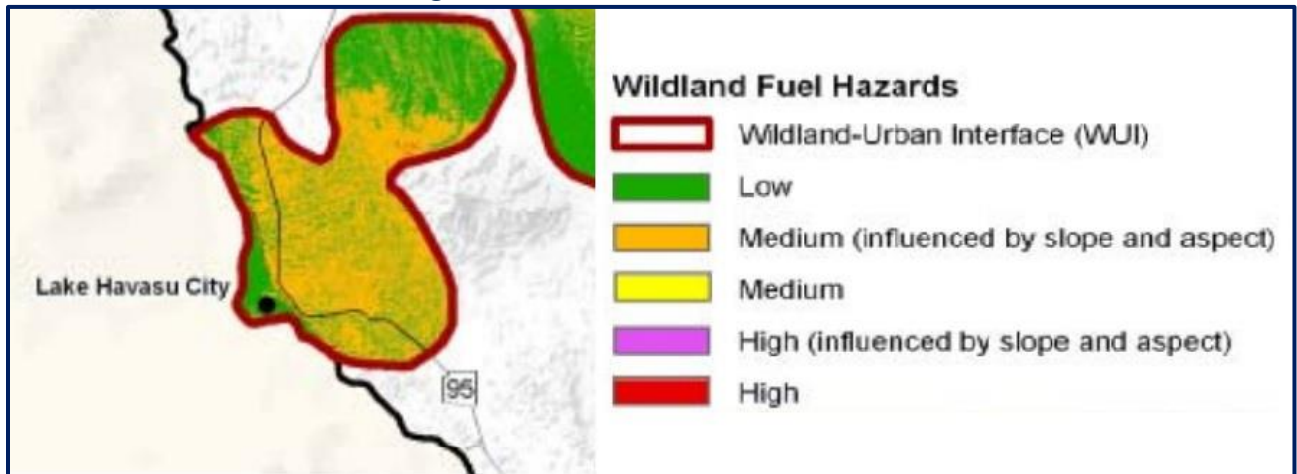 Lake Havasu City
95
Wildland Fuel Hazards
Wildland-Urban Interface (WUI)
Low
Medium (influenced by slope and aspect)
Medium
High (influenced by slope and aspect)
High